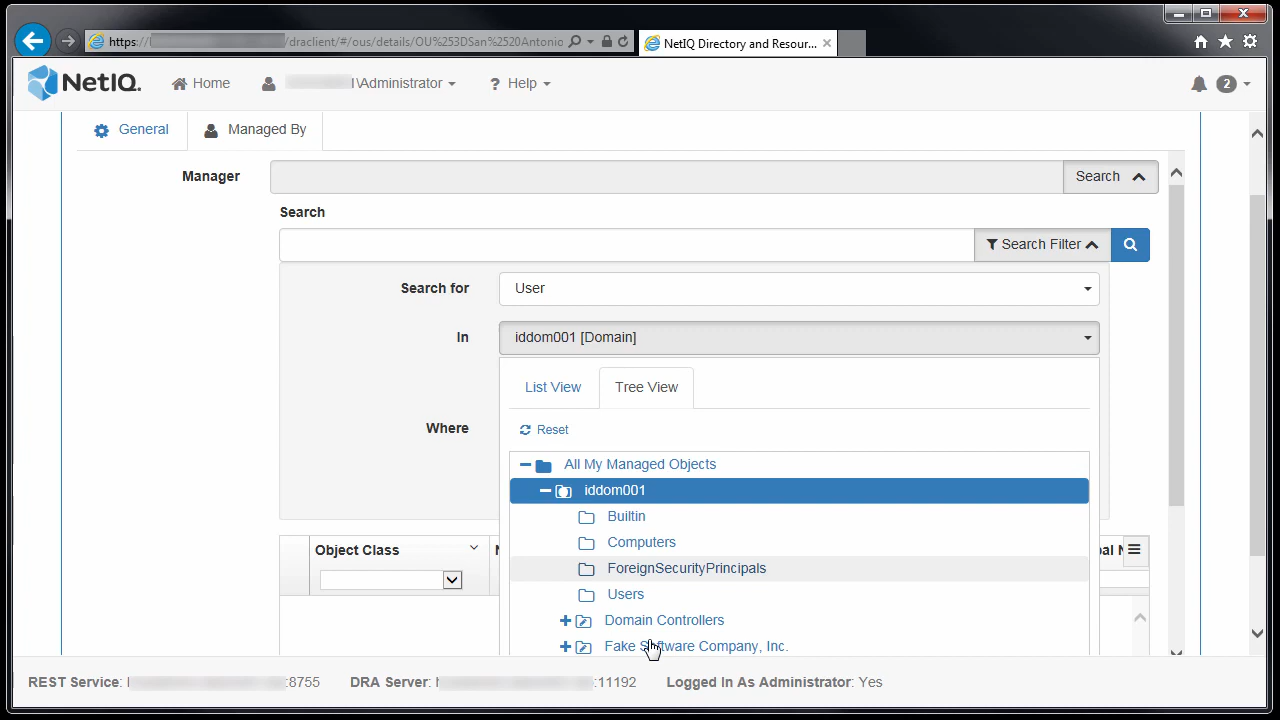 https:/ /draclient/#/ous/details/OU%253DSan%2520Antonio
NetIQ Directory and Resour...
NetIQ.
Home
\Administrator
Help
2
General
Managed By
Manager
Search
Search
Search Filter
Search for
User
In
iddom001 [Domain]
List View
Tree View
Where
Reset
All My Managed Objects
iddom001
Builtin
Computers
Object Class
ForeignSecurityPrincipals
Users
Domain Controllers
Fake Software Company, Inc.
REST Service: :8755
DRA Server: :11192
Logged In As Administrator: Yes